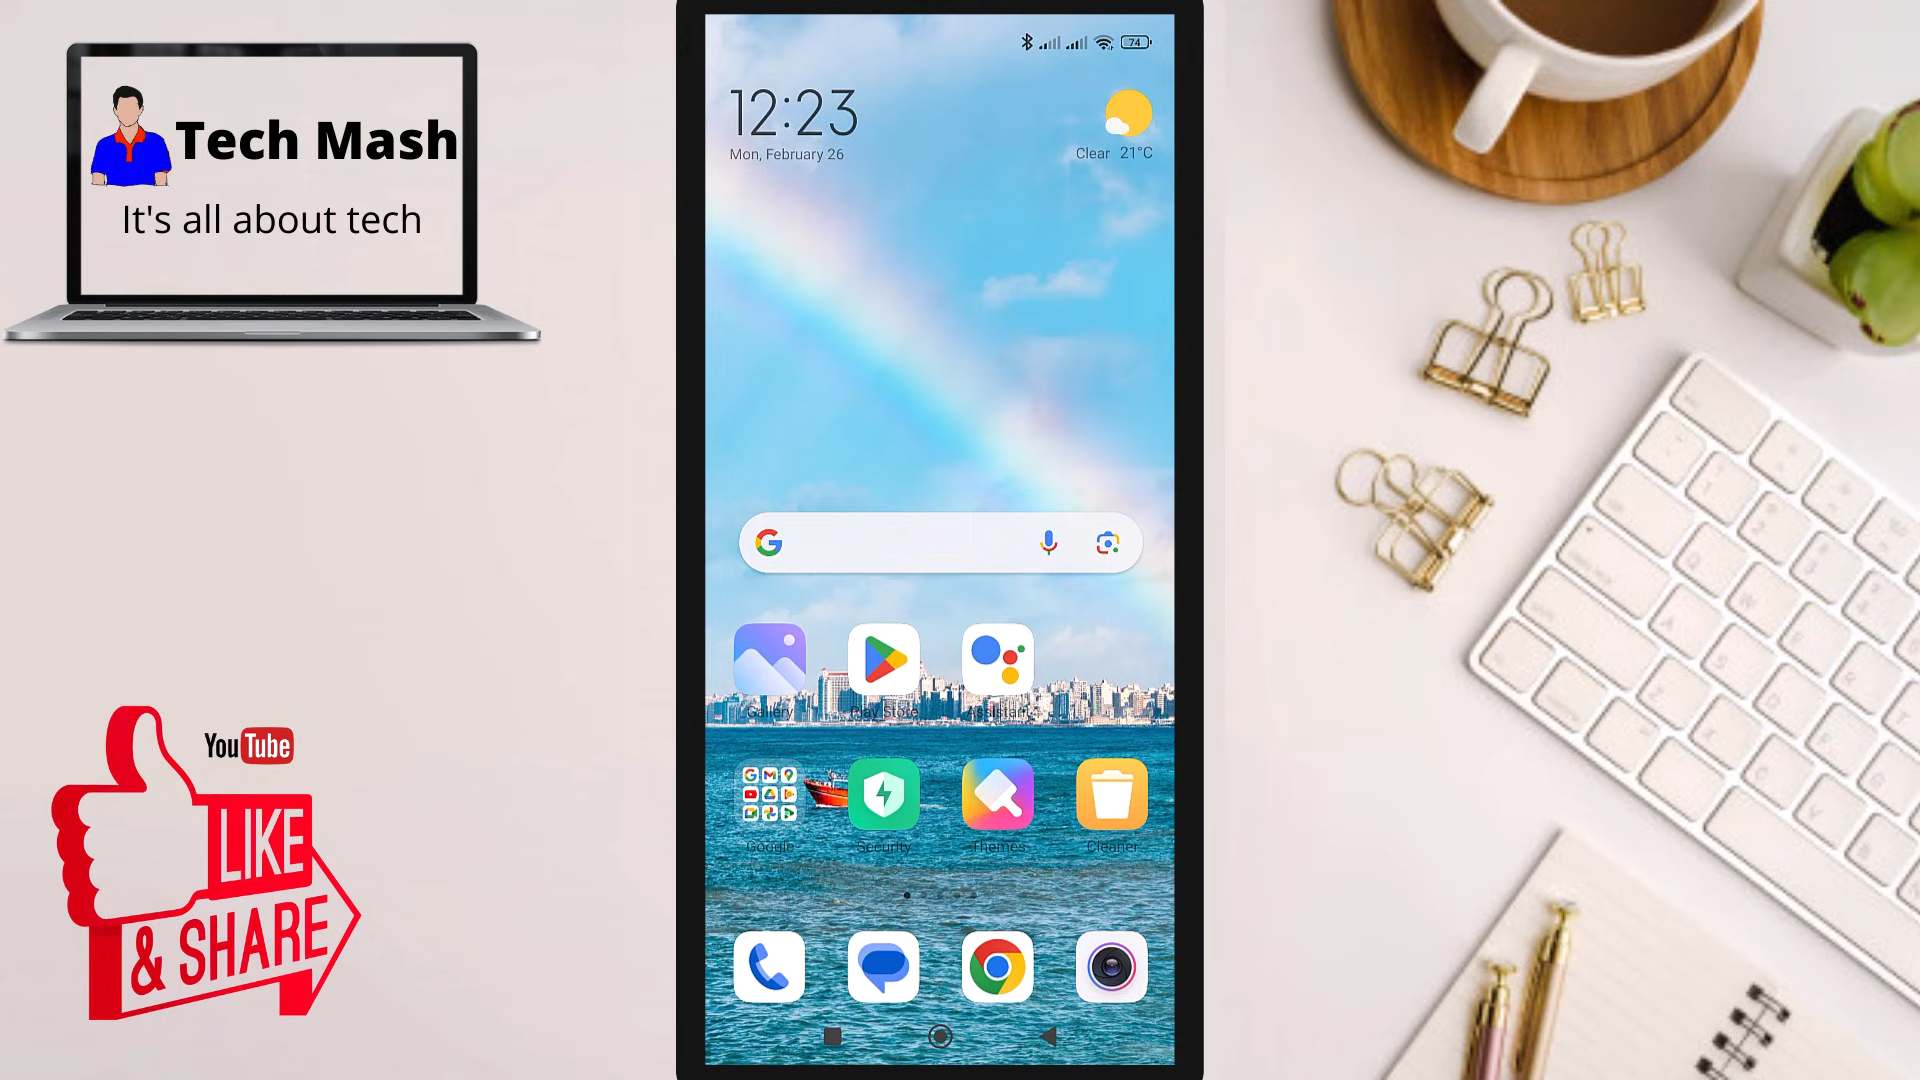 Tech Mash
It's all about tech
YouTube
LIKE
& SHARE
74
12:23
Mon, February 26
Clear 21°C
Gallery
Play Store
Assistant
Google
Security
Themes
Cleaner